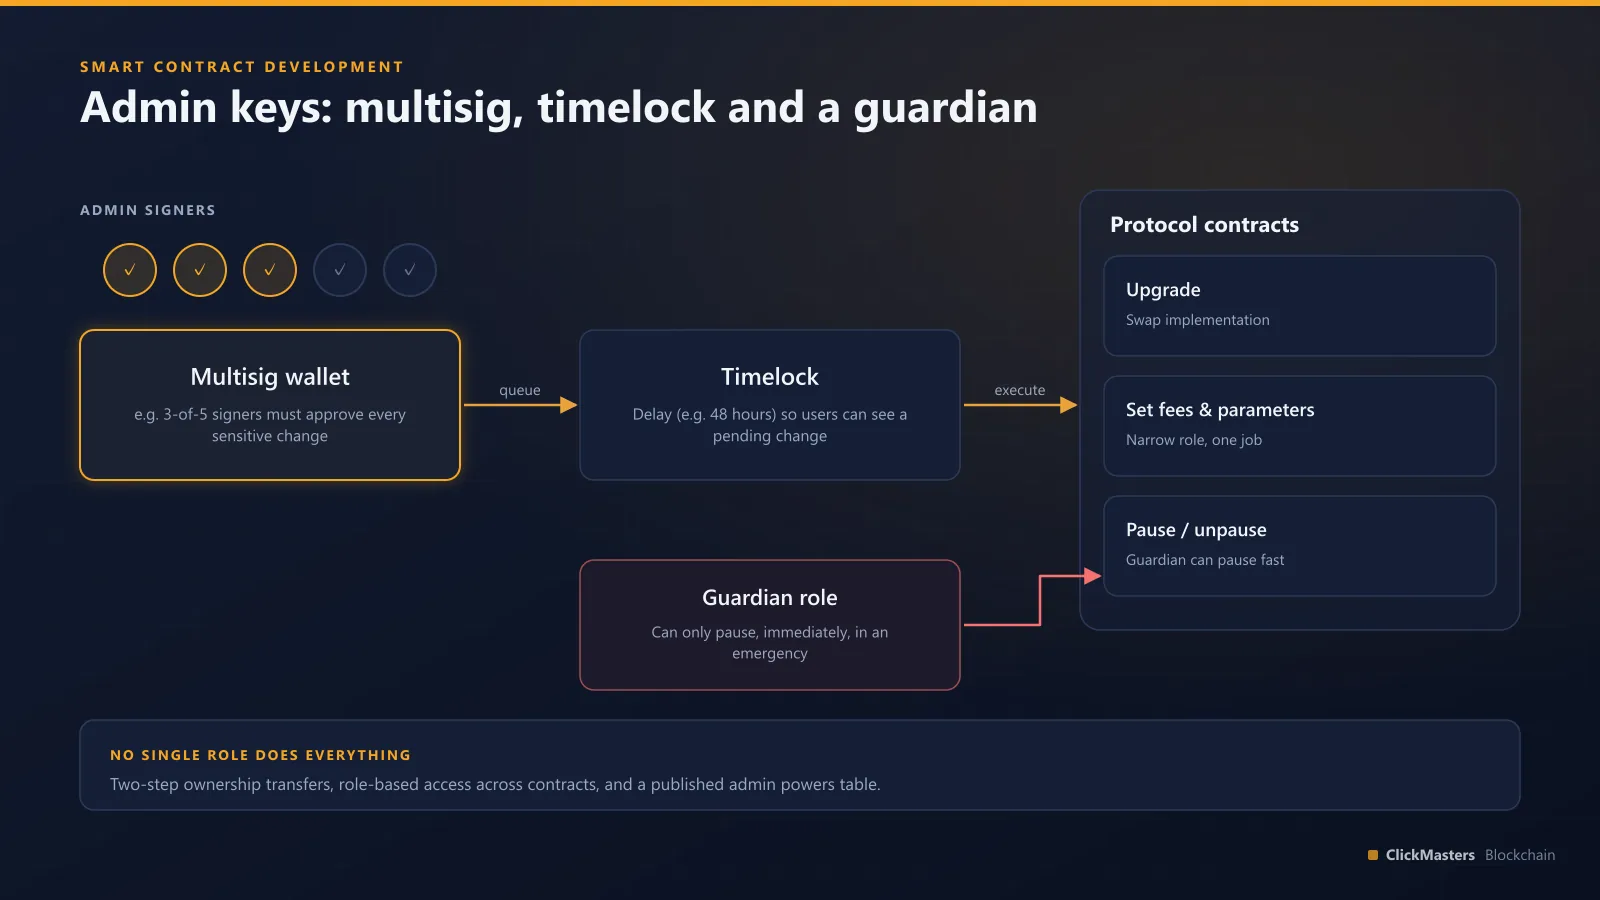 SMART CONTRACT DEVELOPMENT
Admin keys: multisig, timelock and a guardian
ADMIN SIGNERS
✓ ✓ ✓ ✓ ✓
Multisig wallet
e.g. 3-of-5 signers must approve every
sensitive change
queue
Timelock
Delay (e.g. 48 hours) so users can see a
pending change
execute
Protocol contracts
Upgrade
Swap implementation
Set fees & parameters
Narrow role, one job
Pause / unpause
Guardian can pause fast
Guardian role
Can only pause, immediately, in an
emergency
NO SINGLE ROLE DOES EVERYTHING
Two-step ownership transfers, role-based access across contracts, and a published admin powers table.
ClickMasters Blockchain